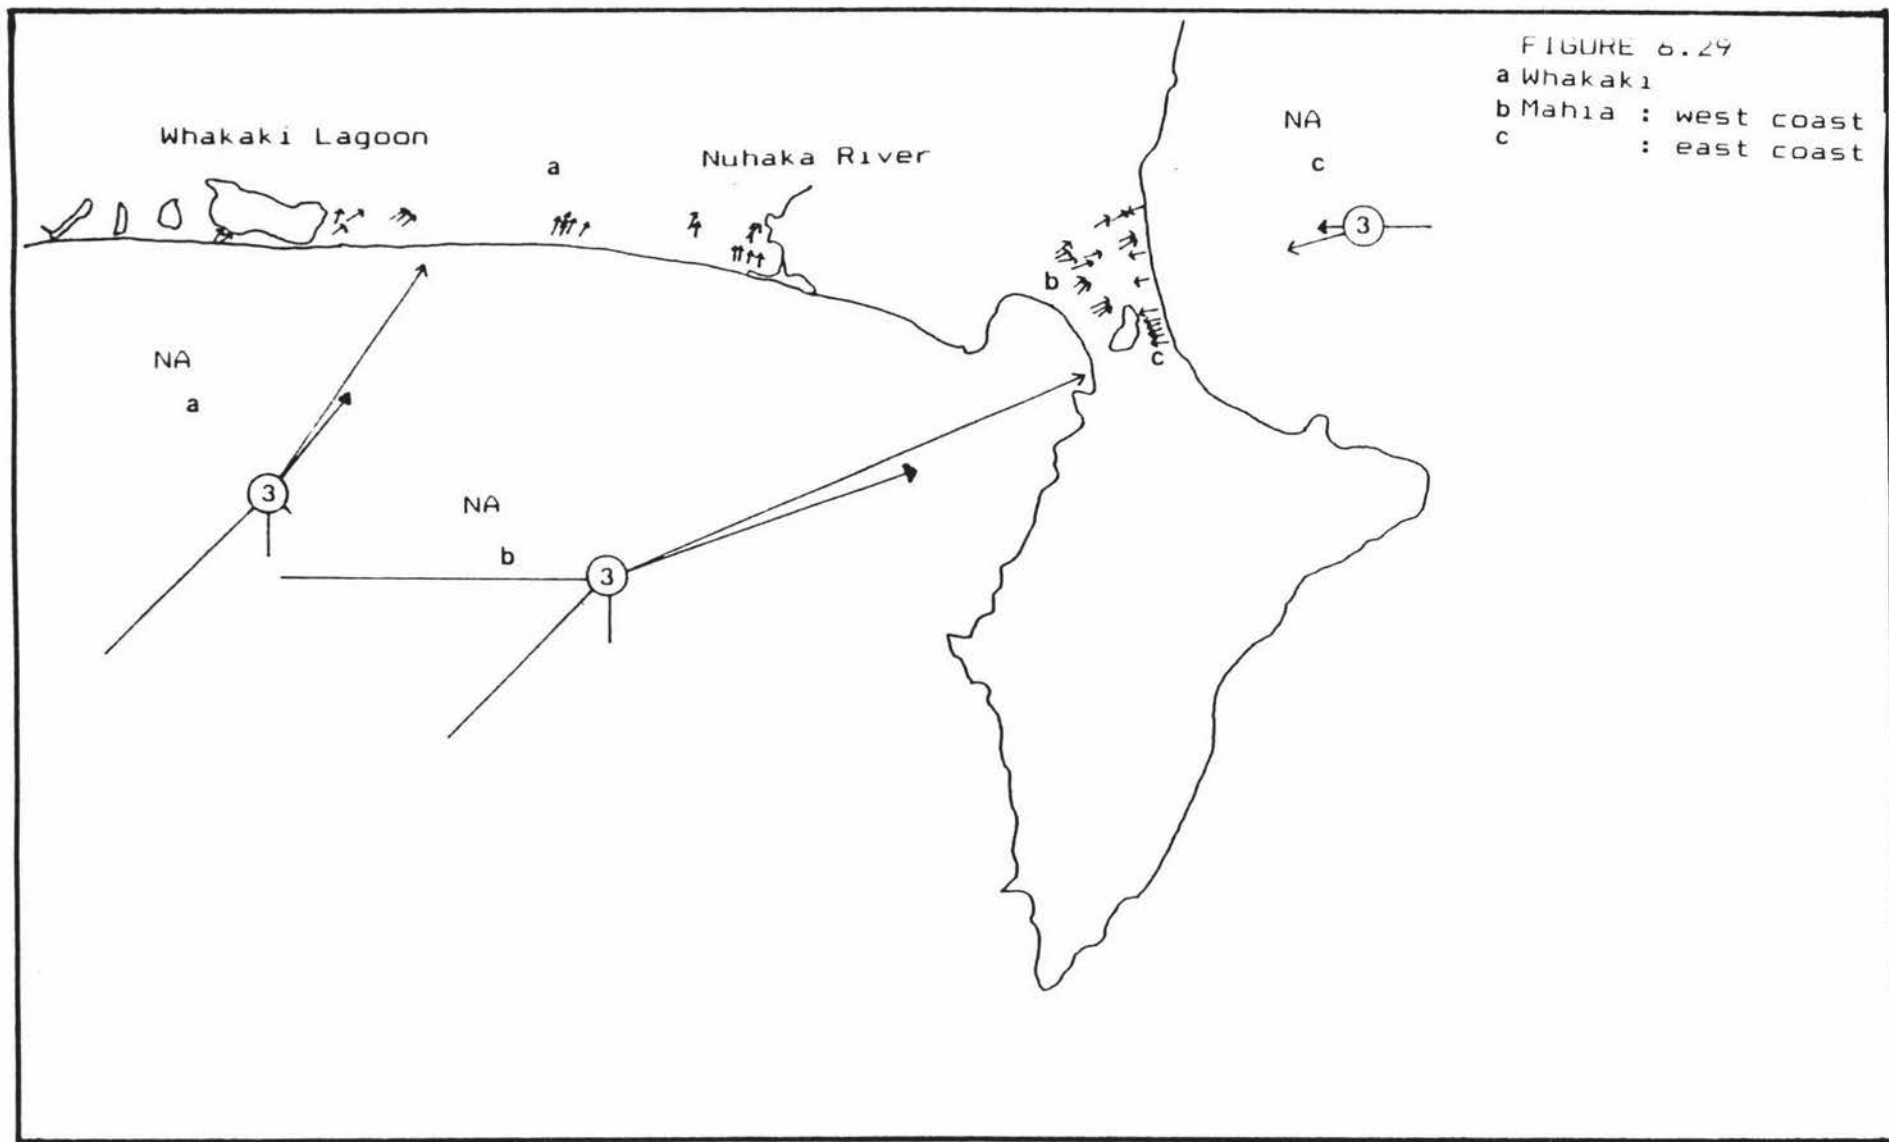 FIGURE 6.29
a Whakaki
b Mahia : west coast
c : east coast
Whakaki Lagoon
a
Nuhaka River
NA
c
3
b
c
NA
a
3
NA
b
3